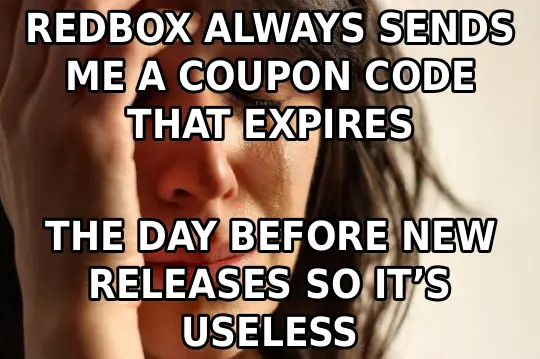 REDBOX ALWAYS SENDS
ME A COUPON CODE
THAT EXPIRES
THE DAY BEFORE NEW
RELEASES SO IT’S
USELESS